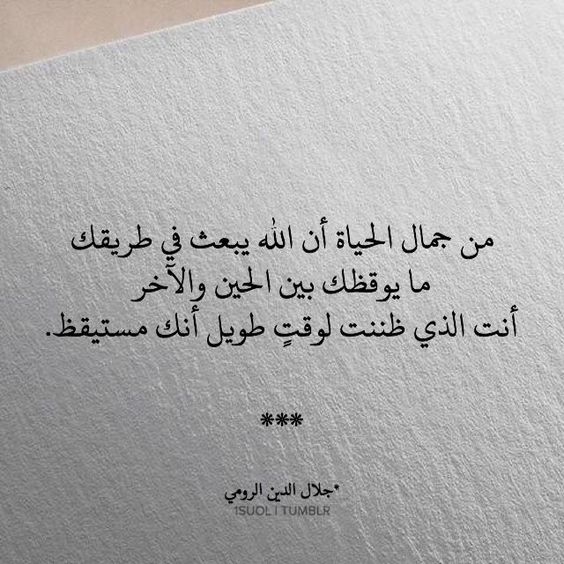 من جمال الحياة أن الله يبعث في طريقك
ما يوقظك بين الحين والآخر
أنت الذي ظننت لوقتٍ طويل أنك مستيقظ.
***
*جلال الدين الرومي
1SUOL | TUMBLR